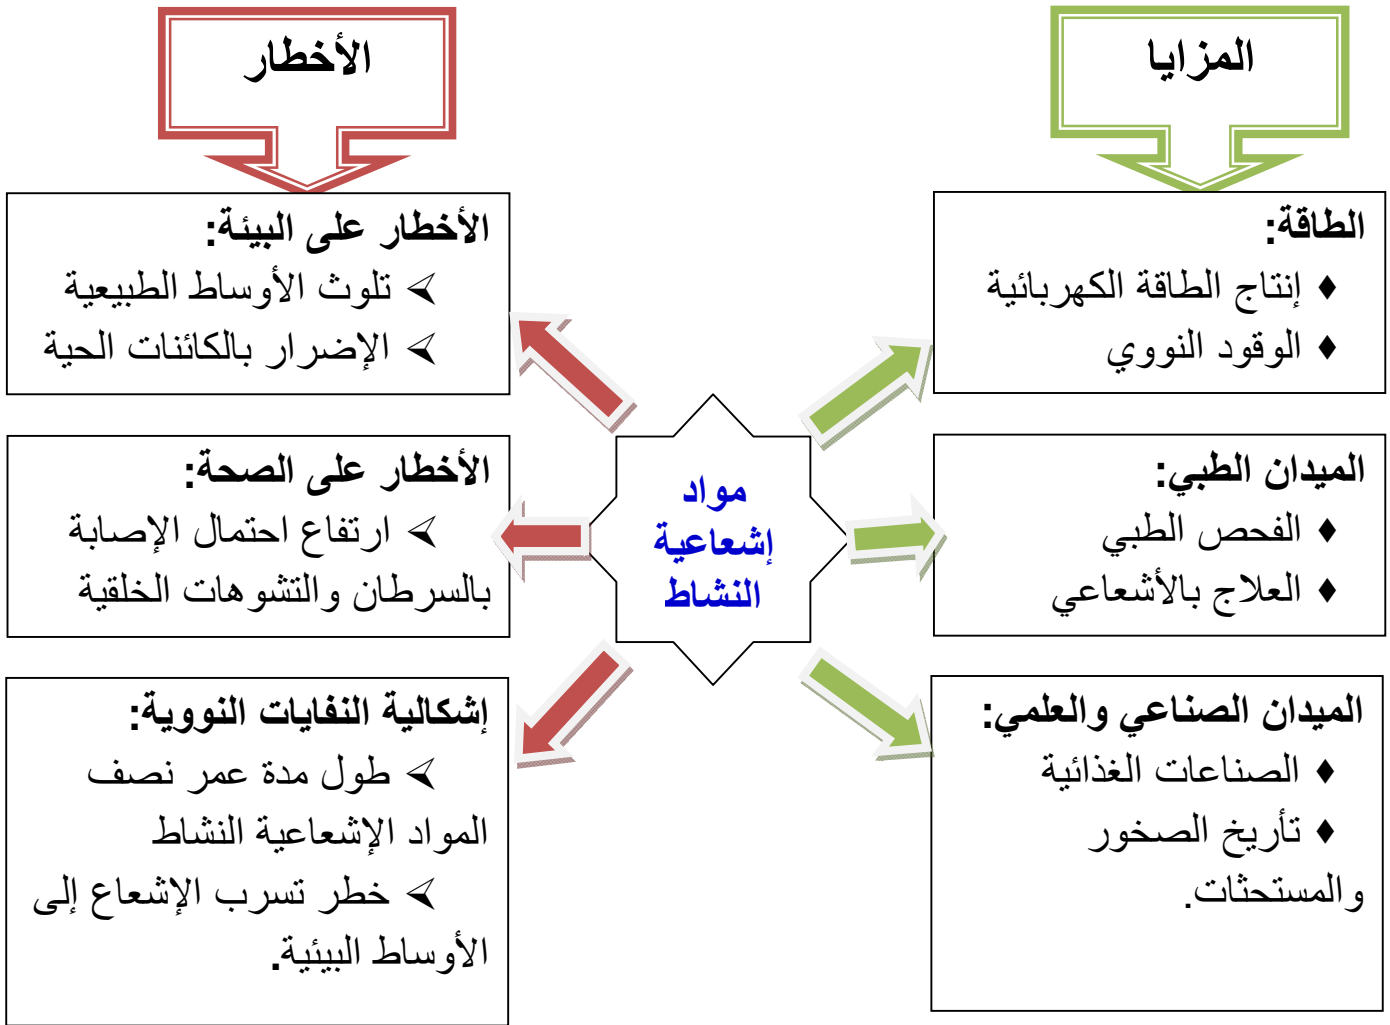 المزايا
الأخطار
الطاقة:
♦ إنتاج الطاقة الكهربائية
♦ الوقود النووي
الميدان الطبي:
♦ الفحص الطبي
♦ العلاج بالأشعاعي
الميدان الصناعي والعلمي:
♦ الصناعات الغذائية
♦ تأريخ الصخور
والمستحثات.
مواد
إشعاعية
النشاط
الأخطار على البيئة:
⮚ تلوث الأوساط الطبيعية
⮚ الإضرار بالكائنات الحية
الأخطار على الصحة:
⮚ ارتفاع احتمال الإصابة
بالسرطان والتشوهات الخلقية
إشكالية النفايات النووية:
⮚ طول مدة عمر نصف
المواد الإشعاعية النشاط
⮚ خطر تسرب الإشعاع إلى
الأوساط البيئية.